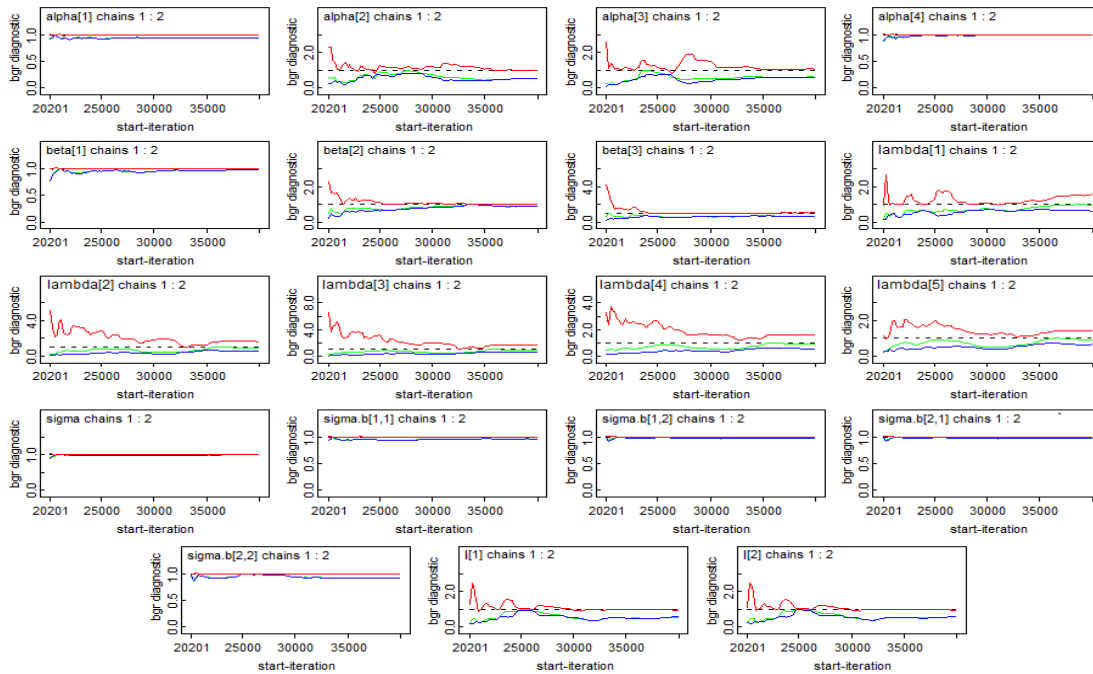 alpha[1] chains 1 : 2
bgr diagnostic
0.0 0.5 1.0
20201 25000 30000 35000
start-iteration
alpha[2] chains 1 : 2
bgr diagnostic
0.0 2.0
20201 25000 30000 35000
start-iteration
alpha[3] chains 1 : 2
bgr diagnostic
0.0 2.0
20201 25000 30000 35000
start-iteration
alpha[4] chains 1 : 2
bgr diagnostic
0.0 0.5 1.0
20201 25000 30000 35000
start-iteration
beta[1] chains 1 : 2
bgr diagnostic
0.0 0.5 1.0
20201 25000 30000 35000
start-iteration
beta[2] chains 1 : 2
bgr diagnostic
0.0 2.0
20201 25000 30000 35000
start-iteration
beta[3] chains 1 : 2
bgr diagnostic
0.0 4.0
20201 25000 30000 35000
start-iteration
lambda[1] chains 1 : 2
bgr diagnostic
0.0 2.0
20201 25000 30000 35000
start-iteration
lambda[2] chains 1 : 2
bgr diagnostic
0.0 4.0
20201 25000 30000 35000
start-iteration
lambda[3] chains 1 : 2
bgr diagnostic
0.0 4.0 8.0
20201 25000 30000 35000
start-iteration
lambda[4] chains 1 : 2
bgr diagnostic
0.0 2.0 4.0
20201 25000 30000 35000
start-iteration
lambda[5] chains 1 : 2
bgr diagnostic
0.0 2.0
20201 25000 30000 35000
start-iteration
sigma chains 1 : 2
bgr diagnostic
0.0 1.0
20201 25000 30000 35000
start-iteration
sigma.b[1,1] chains 1 : 2
bgr diagnostic
0.0 0.5 1.0
20201 25000 30000 35000
start-iteration
sigma.b[1,2] chains 1 : 2
bgr diagnostic
0.0 0.5 1.0
20201 25000 30000 35000
start-iteration
sigma.b[2,1] chains 1 : 2
bgr diagnostic
0.0 0.5 1.0
20201 25000 30000 35000
start-iteration
sigma.b[2,2] chains 1 : 2
bgr diagnostic
0.0 0.5 1.0
20201 25000 30000 35000
start-iteration
l[1] chains 1 : 2
bgr diagnostic
0.0 2.0
20201 25000 30000 35000
start-iteration
l[2] chains 1 : 2
bgr diagnostic
0.0 2.0
20201 25000 30000 35000
start-iteration